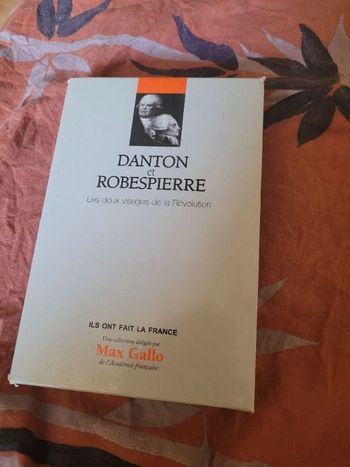 DANTON
et
ROBESPIERRE
Les deux visages de la Révolution
ILS ONT FAIT LA FRANCE
Une collection dirigée par
Max Gallo
de l'Académie française